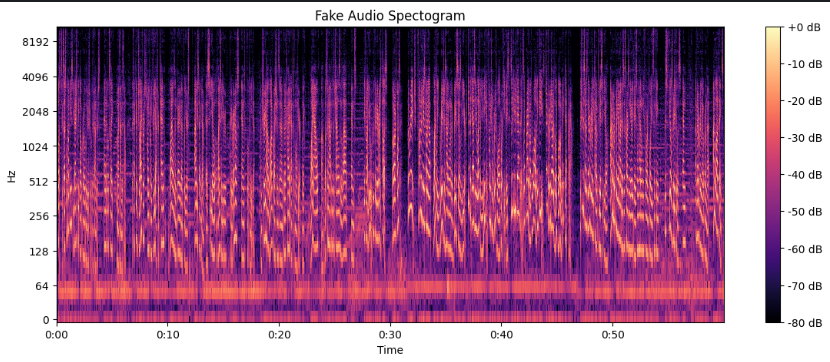 Fake Audio Spectogram
Hz
8192
4096
2048
1024
512
256
128
64
0
0:00
0:10
0:20
0:30
0:40
0:50
Time
+0 dB
-10 dB
-20 dB
-30 dB
-40 dB
-50 dB
-60 dB
-70 dB
-80 dB